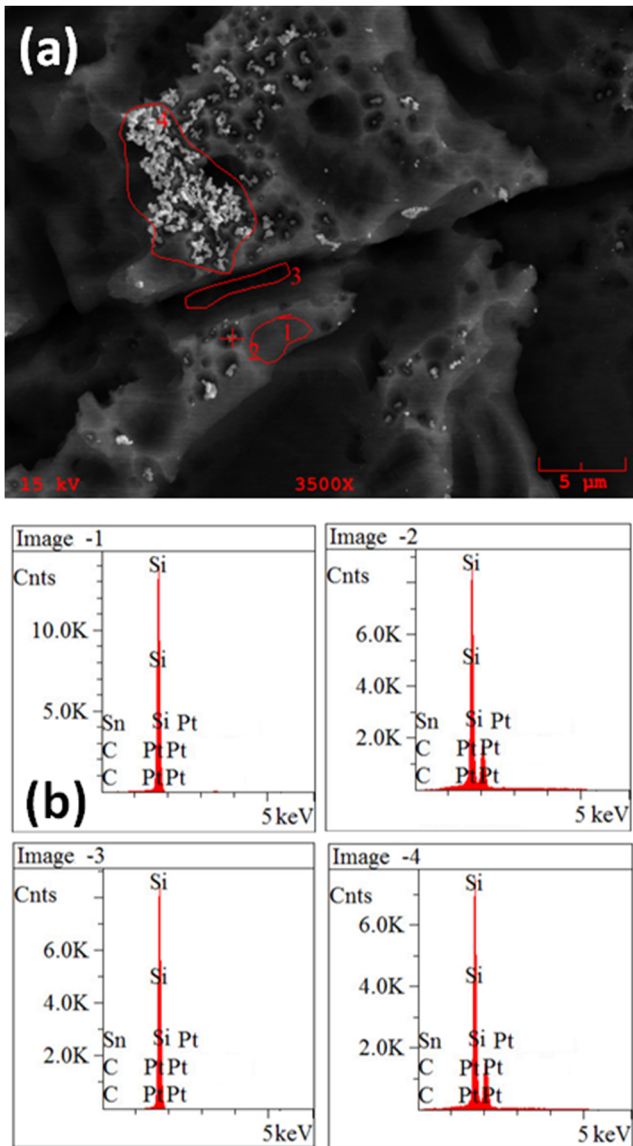 (a)
4
3
1
2
15 kV 3500X 5 µm
(b)
Image -1
Cnts
Si
Si
10.0K
5.0K
Sn Si Pt
C Pt Pt
C Pt Pt
5 keV
Image -2
Cnts
Si
Si
6.0K
4.0K
2.0K
Sn Si Pt
C Pt Pt
C Pt Pt
5 keV
Image -3
Cnts
Si
6.0K
Si
4.0K
2.0K
Sn Si Pt
C Pt Pt
C Pt Pt
5 keV
Image -4
Cnts
Si
6.0K
Si
4.0K
2.0K
Sn Si Pt
C Pt Pt
C Pt Pt
5 keV